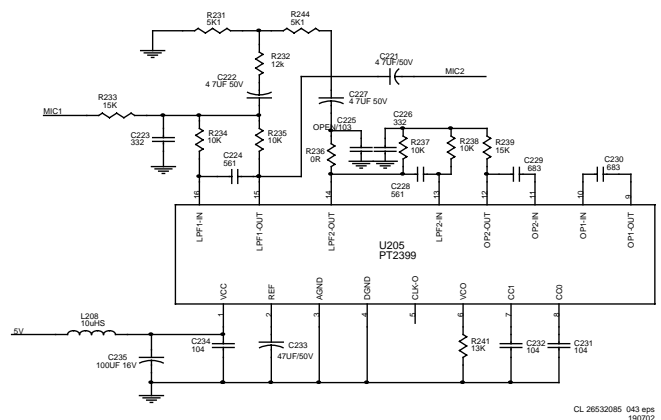 R231
5K1
R244
5K1
R232
12k
C221
4 7UF/50V
MIC2
C222
4 7UF 50V
C227
4 7UF 50V
R233
15K
MIC1
C223
332
R234
10K
R235
10K
C224
561
C225
OPEN/103
C226
332
R236
0R
R237
10K
R238
10K
R239
15K
C228
561
C229
683
C230
683
16
15
14
13
12
11
10
9
LPF1-IN
LPF1-OUT
LPF2-OUT
LPF2-IN
OP2-OUT
OP2-IN
OP1-IN
OP1-OUT
U205
PT2399
VCC
REF
AGND
DGND
CLK-O
VCO
CC1
CC0
1
2
3
4
5
6
7
8
5V
L208
10uHS
C235
100UF 16V
C234
104
C233
47UF/50V
R241
13K
C232
104
C231
104
CL 26532085 043 eps
190702